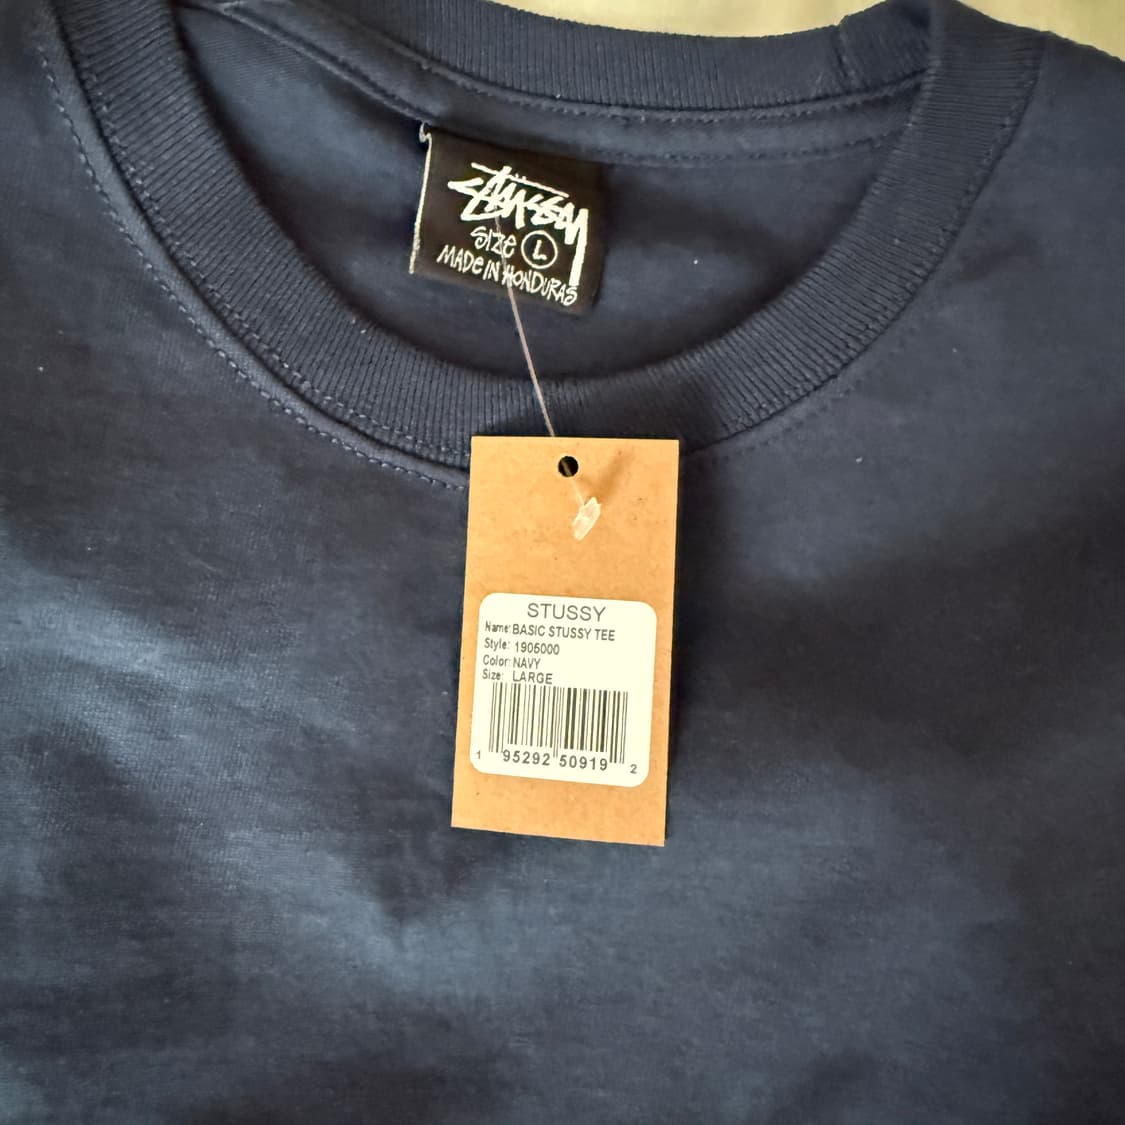 STÜSSY
SIZE L
MADE IN HONDURAS
STUSSY
Name: BASIC STUSSY TEE
Style: 1905000
Color: NAVY
Size: LARGE
1 95292 50919 2